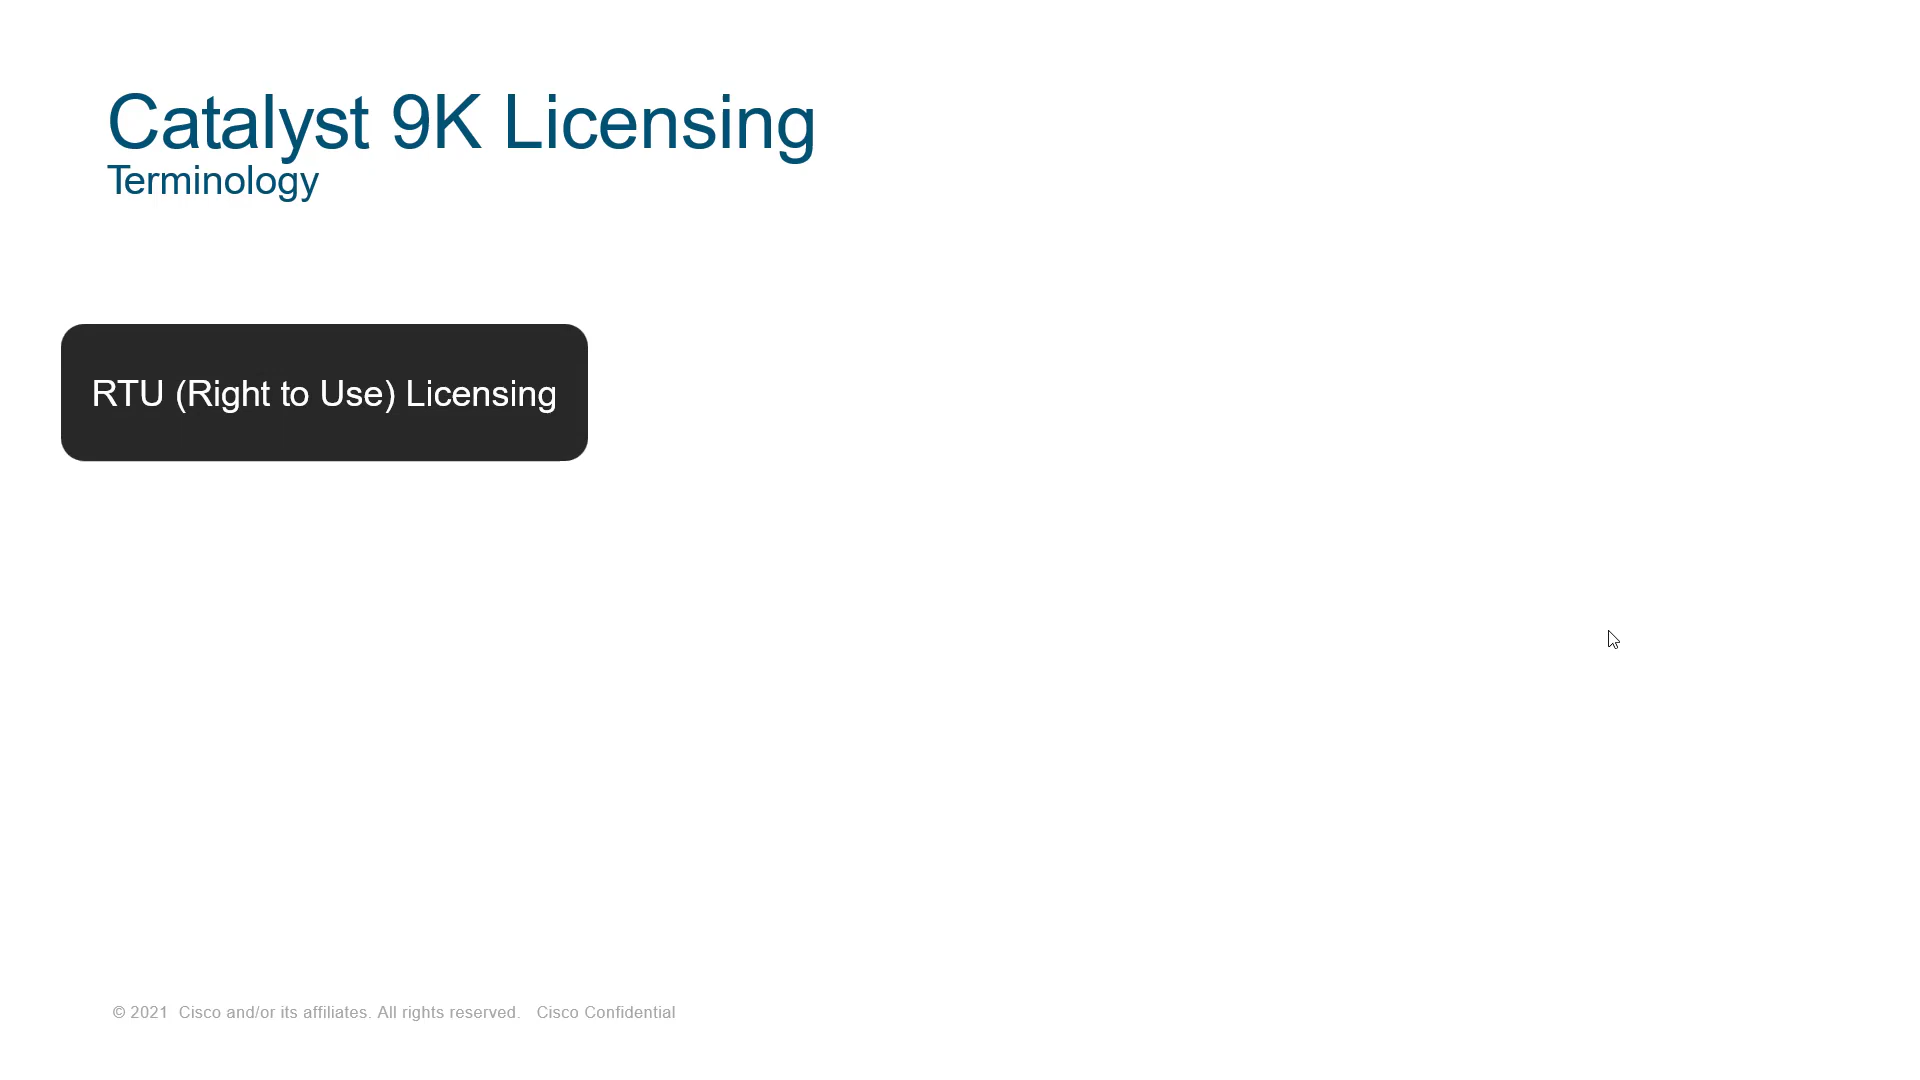 Catalyst 9K Licensing
Terminology
RTU (Right to Use) Licensing
© 2021 Cisco and/or its affiliates. All rights reserved. Cisco Confidential